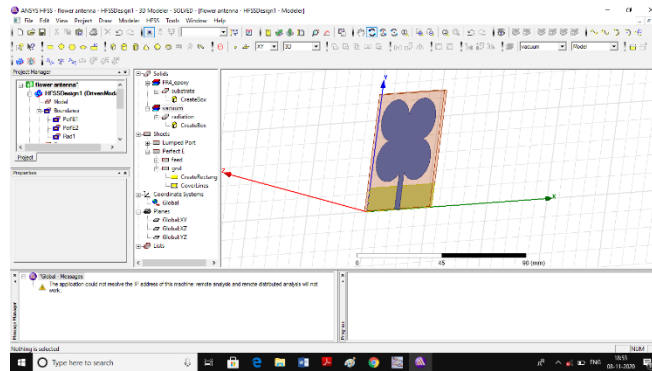 ANSYS HFSS - flower antenna - HFSSDesign1 - 3D Modeler - SOLVED - [flower antenna - HFSSDesign1 - Modeler]
File Edit View Project Draw Modeler HFSS Tools Window Help
XY 3D vacuum Model
Project Manager
flower antenna*
HFSSDesign1 (DrivenModa
Model
Boundaries
PerfE1
PerfE2
Rad1
Project
Properties
Solids
FR4_epoxy
substrate
CreateBox
vacuum
radiation
CreateBox
Sheets
Lumped Port
Perfect E
feed
gnd
CreateRectang
CoverLines
Coordinate Systems
Global
Planes
Global:XY
Global:XZ
Global:YZ
Lists
Y
Z
X
0 45 90 (mm)
*Global - Messages
The application could not resolve the IP address of this machine: remote analysis and remote distributed analysis will not
work.
Message Manager
Progress
Nothing is selected
NUM
Type here to search
ENG
18:53
08-11-2020